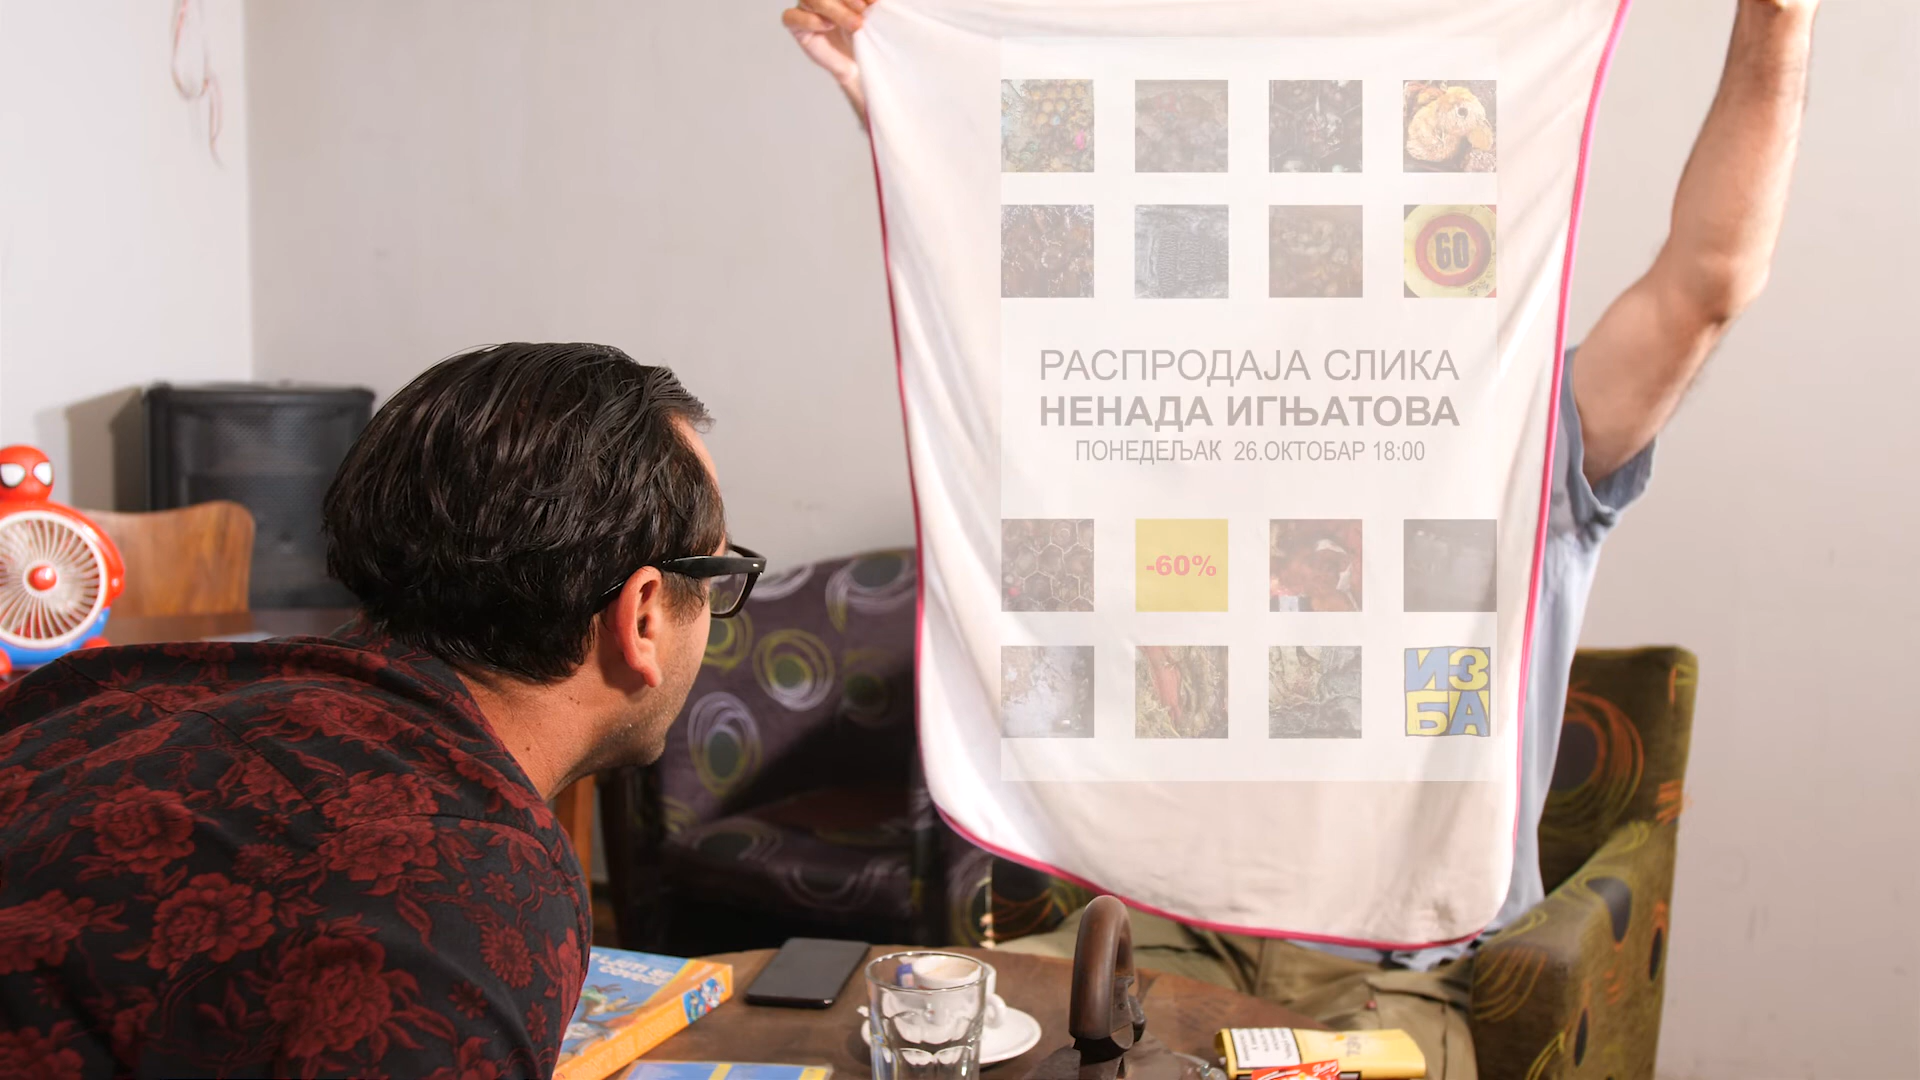 60
РАСПРОДАЈА СЛИКА
НЕНАДА ИГЊАТОВА
ПОНЕДЕЉАК 26.ОКТОБАР 18:00
-60%
ИЗ
БА